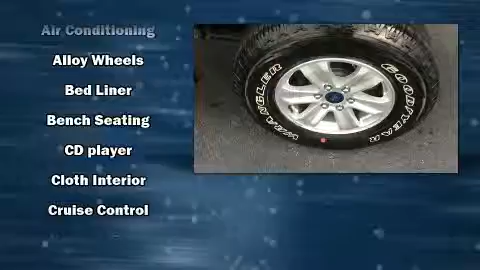 Air Conditioning
Alloy Wheels
Bed Liner
Bench Seating
CD player
Cloth Interior
Cruise Control
WRANGLER
GOODYEAR